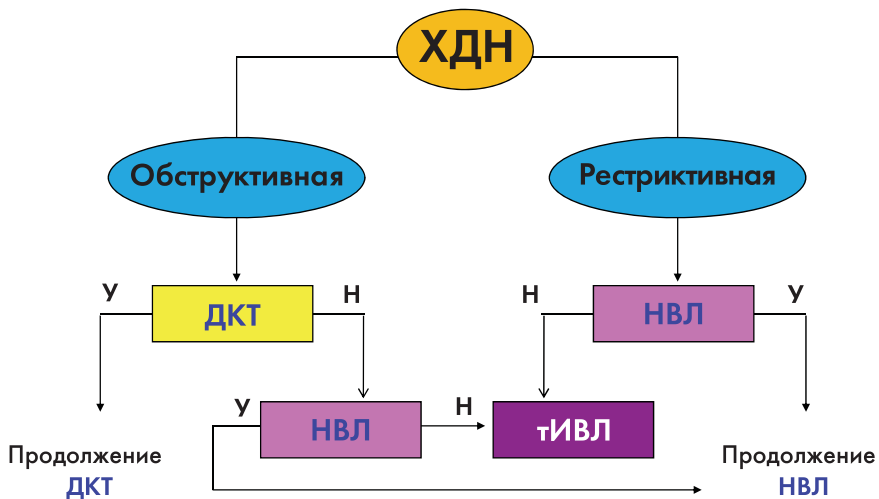 ХДН
Обструктивная
Рестриктивная
У
ДКТ
Н
Н
НВЛ
У
У
НВЛ
Н
тИВЛ
Продолжение
ДКТ
Продолжение
НВЛ